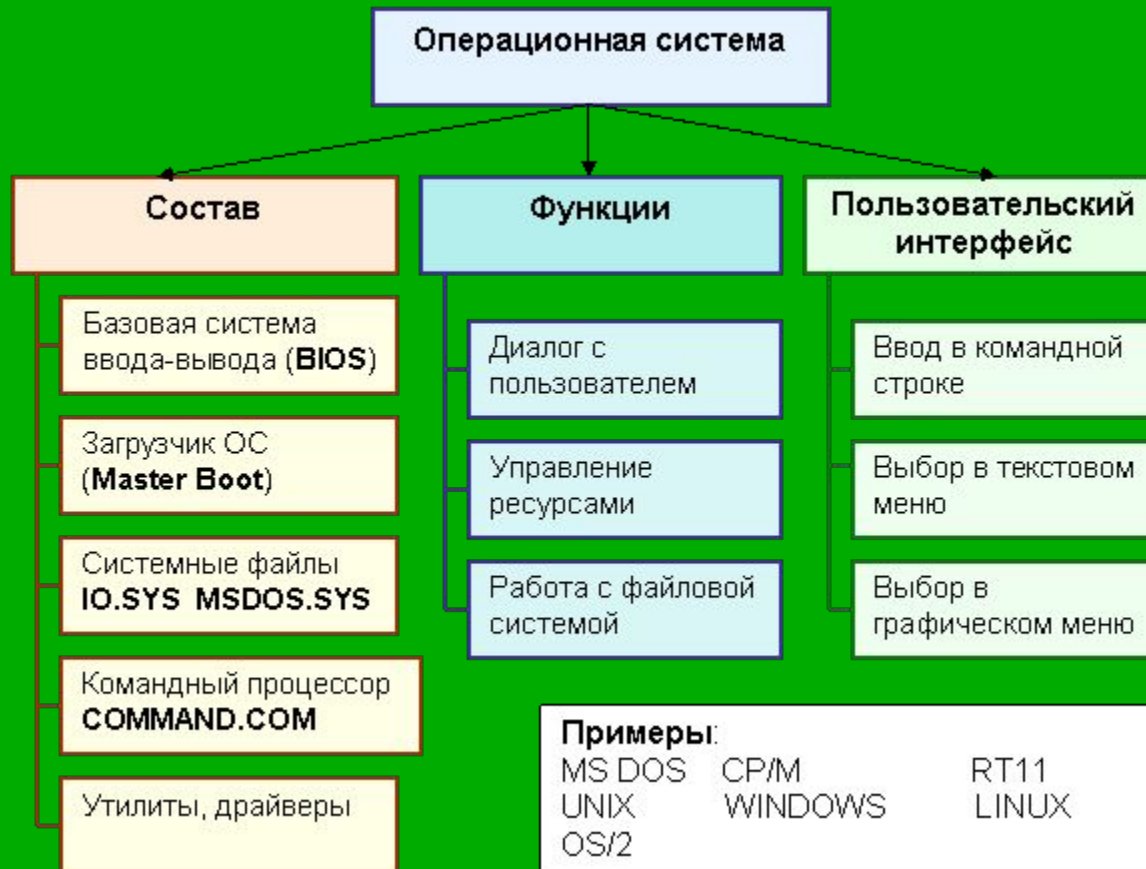 Операционная система
Состав
Базовая система
ввода-вывода (BIOS)
Загрузчик ОС
(Master Boot)
Системные файлы
IO.SYS MSDOS.SYS
Командный процессор
COMMAND.COM
Утилиты, драйверы
Функции
Диалог с
пользователем
Управление
ресурсами
Работа с файловой
системой
Пользовательский
интерфейс
Ввод в командной
строке
Выбор в текстовом
меню
Выбор в
графическом меню
Примеры:
MS DOS CP/M RT11
UNIX WINDOWS LINUX
OS/2